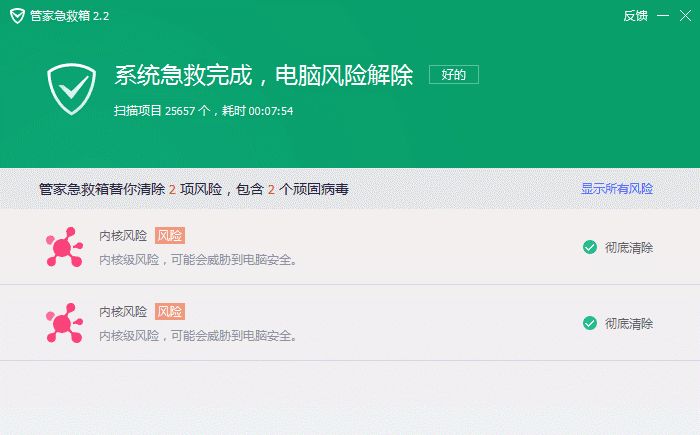 管家急救箱 2.2 反馈
系统急救完成，电脑风险解除 好的
扫描项目 25657 个，耗时 00:07:54
管家急救箱替你清除 2 项风险，包含 2 个顽固病毒 显示所有风险
内核风险 风险
内核级风险，可能会威胁到电脑安全。 彻底清除
内核风险 风险
内核级风险，可能会威胁到电脑安全。 彻底清除